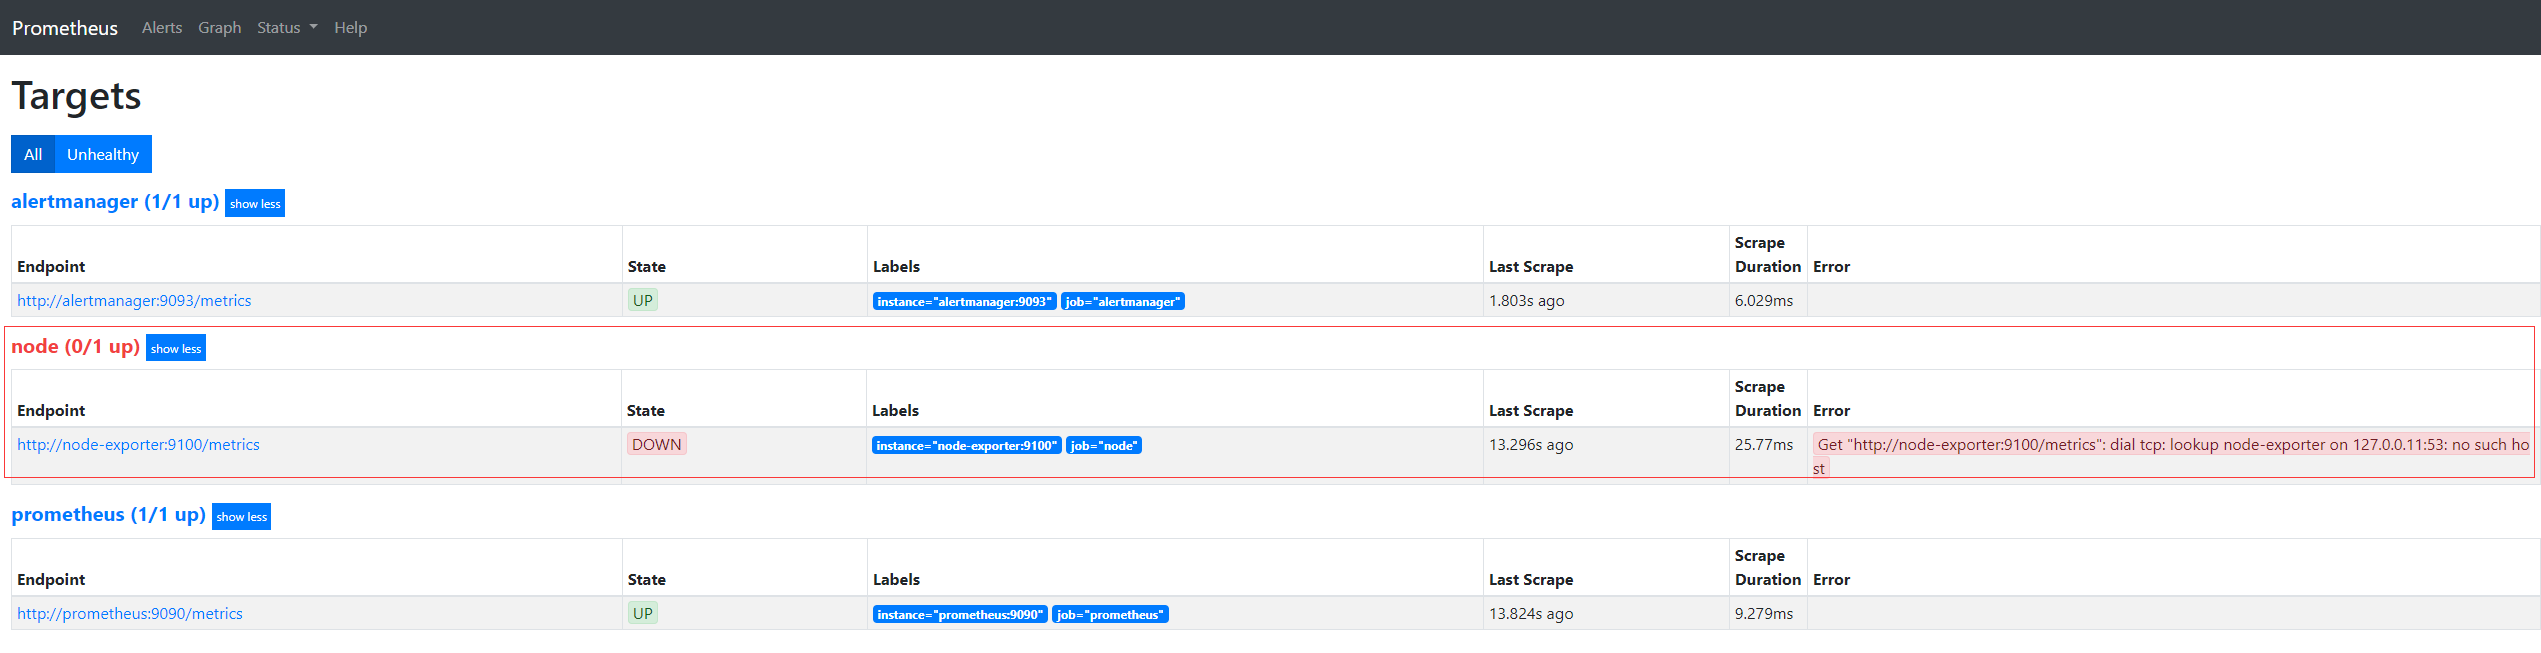 Prometheus Alerts Graph Status Help
Targets
All Unhealthy
alertmanager (1/1 up) show less
Endpoint State Labels Last Scrape Scrape Duration Error
http://alertmanager:9093/metrics UP instance="alertmanager:9093" job="alertmanager" 1.803s ago 6.029ms
node (0/1 up) show less
Endpoint State Labels Last Scrape Scrape Duration Error
http://node-exporter:9100/metrics DOWN instance="node-exporter:9100" job="node" 13.296s ago 25.77ms Get "http://node-exporter:9100/metrics": dial tcp: lookup node-exporter on 127.0.0.11:53: no such ho
st
prometheus (1/1 up) show less
Endpoint State Labels Last Scrape Scrape Duration Error
http://prometheus:9090/metrics UP instance="prometheus:9090" job="prometheus" 13.824s ago 9.279ms